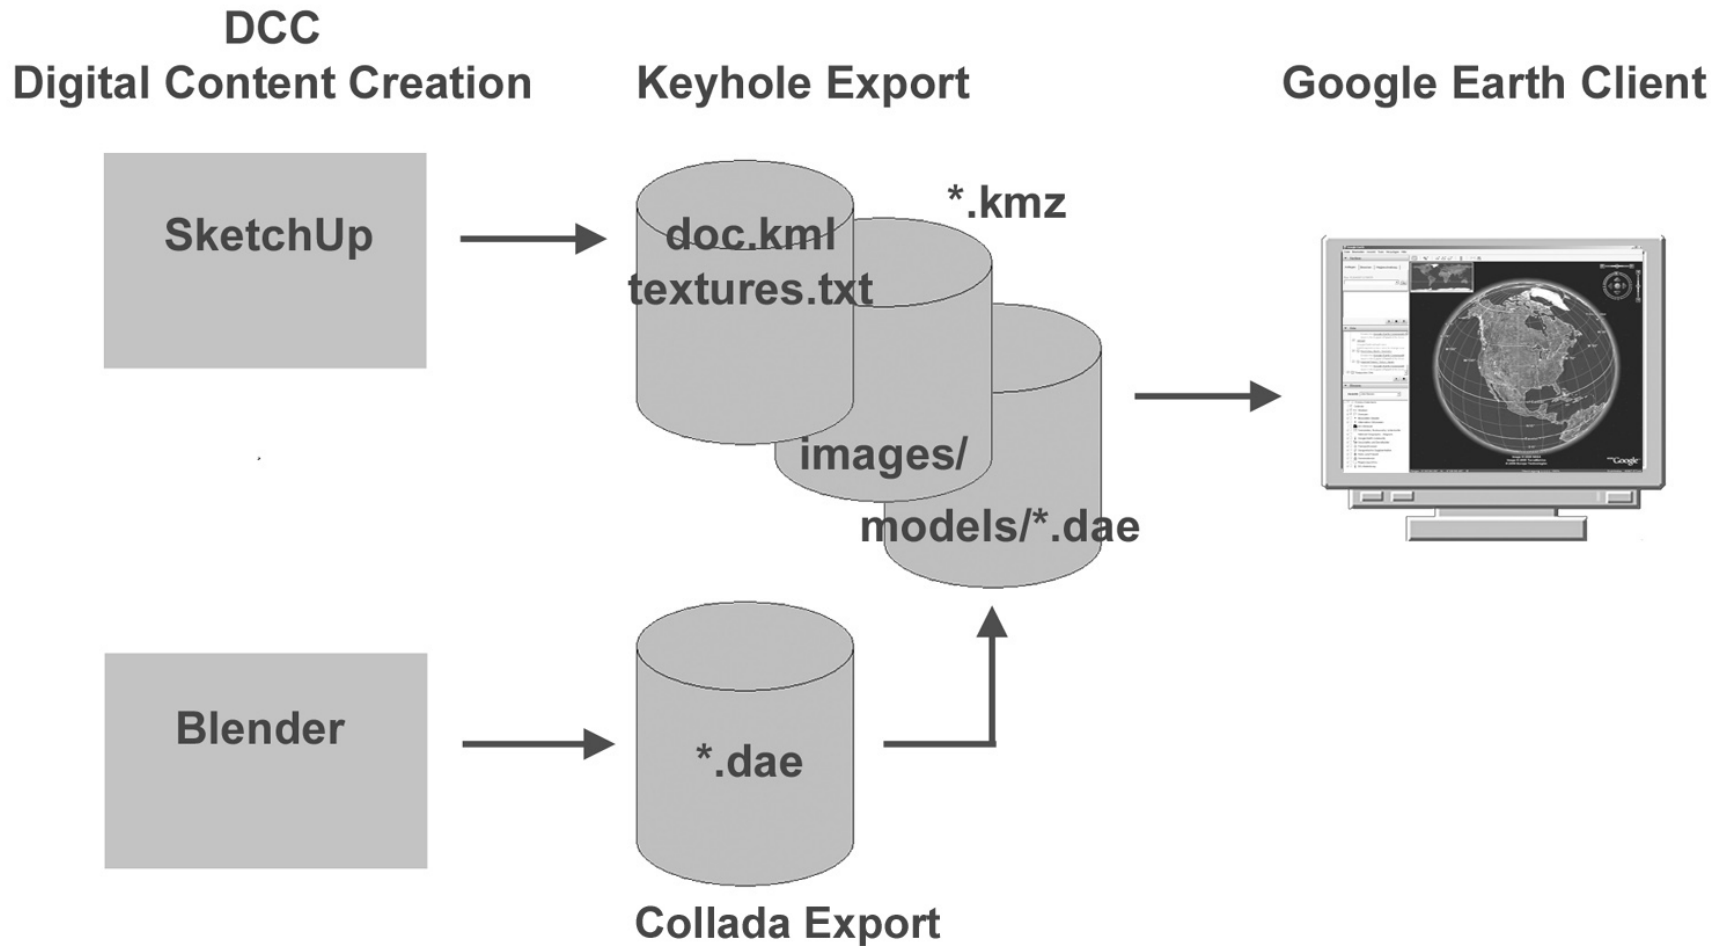 DCC
Digital Content Creation
Keyhole Export
Google Earth Client
SketchUp
doc.kml
textures.txt
*.kmz
images/
models/*.dae
Google
Blender
*.dae
Collada Export